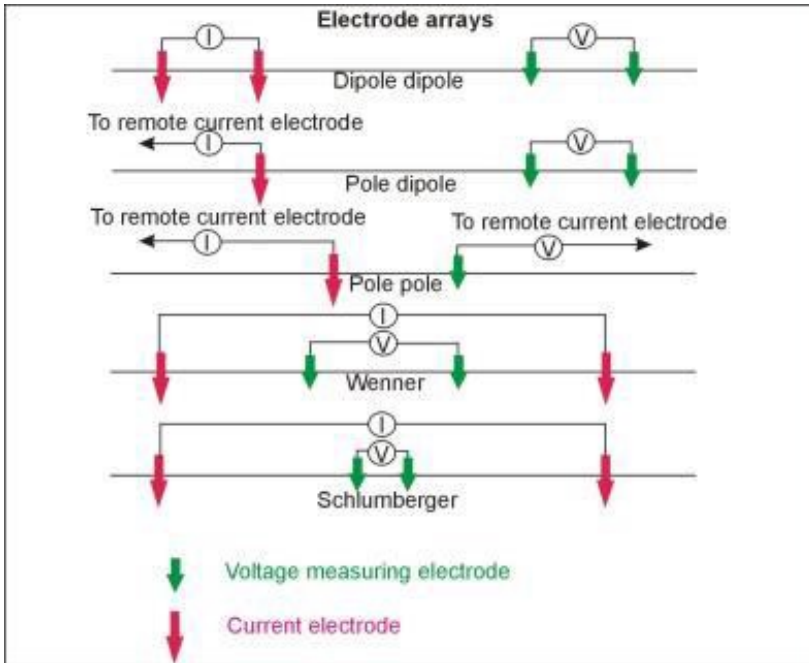 Electrode arrays
I
V
Dipole dipole
To remote current electrode
I
V
Pole dipole
To remote current electrode
To remote current electrode
I
V
Pole pole
I
V
Wenner
I
V
Schlumberger
Voltage measuring electrode
Current electrode